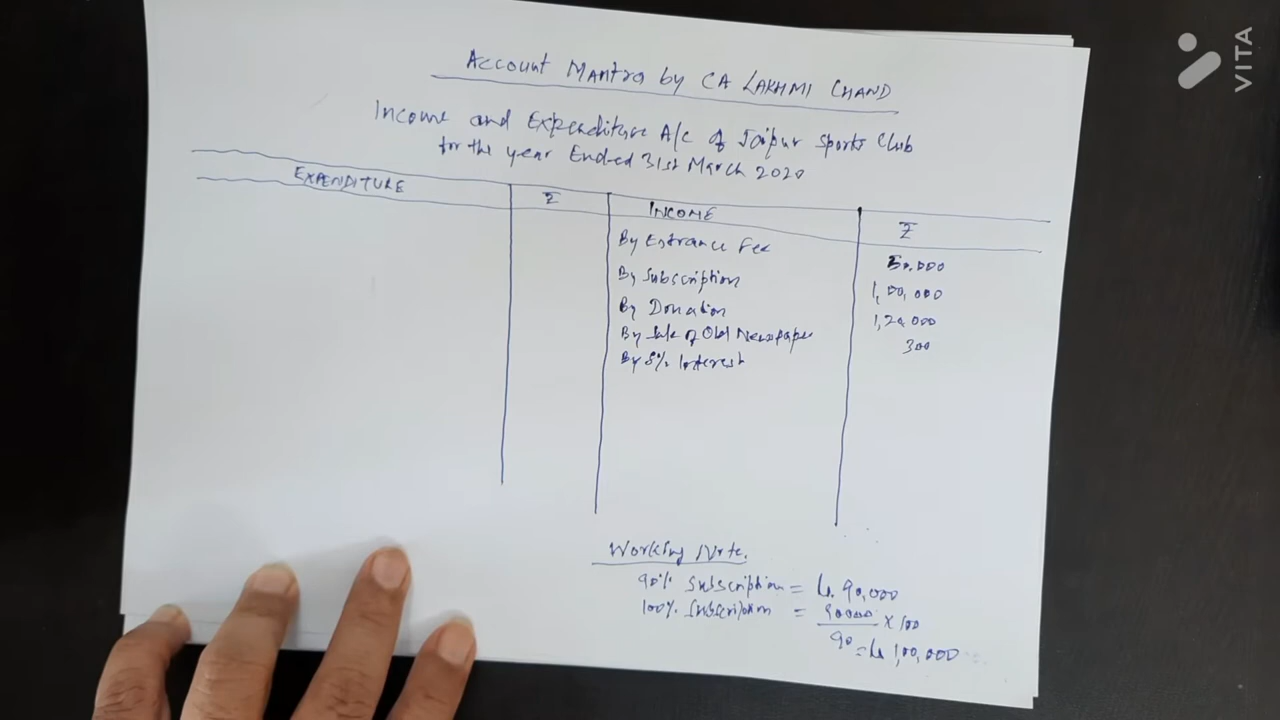 Account Mantra by CA LAKHMI CHAND
Income and Expenditure A/c of Jaipur Sports Club
for the year Ended 31st March 2020
EXPENDITURE ₹ INCOME ₹
By Entrance Fee 50,000
By Subscription 1,00,000
By Donation 1,20,000
By Sale of Old Newspaper 300
By 8% Interest
Working Note.
90% Subscription = Rs. 90,000
100% Subscription = 90000 × 100
90
= Rs 1,00,000
VITA